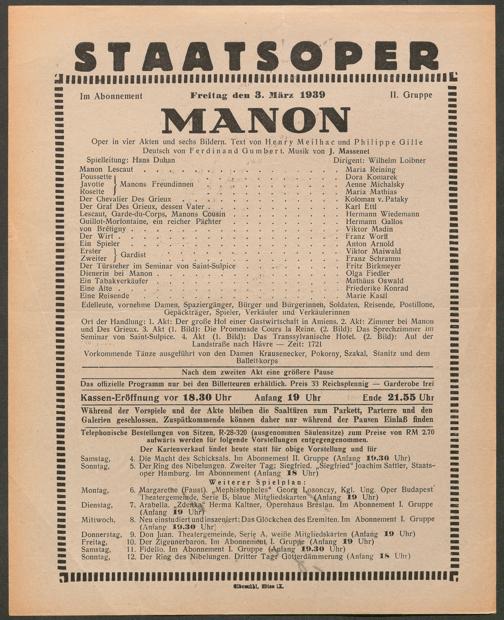 STAATSOPER
Im Abonnement Freitag den 3. März 1939 II. Gruppe
MANON
Oper in vier Akten und sechs Bildern. Text von Henry Meilhac und Philippe Gille
Deutsch von Ferdinand Gumbert. Musik von J. Massenet
Spielleitung: Hans Duhan Dirigent: Wilhelm Loibner
Manon Lescaut Maria Reining
Poussette Dora Komarek
Javotte } Manons Freundinnen Aenne Michalsky
Rosette Maria Mathias
Der Chevalier Des Grieux Koloman v. Pataky
Der Graf Des Grieux, dessen Vater Karl Ettl
Lescaut, Garde-du-Corps, Manons Cousin Hermann Wiedemann
Guillot-Morfontaine, ein reicher Pächter Hermann Gallos
von Brétigny Viktor Madin
Der Wirt Franz Worff
Ein Spieler Anton Arnold
Erster } Gardist Viktor Maiwald
Zweiter Franz Schramm
Der Türsteher im Seminar von Saint-Sulpice Fritz Birkmeyer
Dienerin bei Manon Olga Fiedler
Ein Tabakverkäufer Mathäus Oswald
Eine Alte Friederike Konrad
Eine Reisende Marie Kaszl
Edelleute, vornehme Damen, Spaziergänger, Bürger und Bürgerinnen, Soldaten, Reisende, Postillone,
Gepäckträger, Spieler, Verkäufer und Verkäuferinnen
Ort der Handlung: 1. Akt: Der große Hof einer Gastwirtschaft in Amiens. 2. Akt: Zimmer bei Manon
und Des Grieux. 3. Akt (1. Bild): Die Promenade Cours la Reine. (2. Bild): Das Sprechzimmer im
Seminar von Saint-Sulpice. 4. Akt (1. Bild): Das Transsylvanische Hotel. (2. Bild): Auf der
Landstraße nach Hâvre — Zeit: 1721
Vorkommende Tänze ausgeführt von den Damen Krausenecker, Pokorny, Szakal, Stanitz und dem
Ballettkorps
Nach dem zweiten Akt eine größere Pause
Das offizielle Programm nur bei den Billetteuren erhältlich. Preis 33 Reichspfennig — Garderobe frei
Kassen-Eröffnung vor 18.30 Uhr Anfang 19 Uhr Ende 21.55 Uhr
Während der Vorspiele und der Akte bleiben die Saaltüren zum Parkett, Parterre und den
Galerien geschlossen. Zuspätkommende können daher nur während der Pausen Einlaß finden
Telephonische Bestellungen von Sitzen, R-28-320 (ausgenommen Säulensitze) zum Preise von RM 2.70
aufwärts werden für folgende Vorstellungen entgegengenommen.
Der Kartenverkauf findet heute statt für obige Vorstellung und für
Samstag, 4. Die Macht des Schicksals. Im Abonnement II. Gruppe (Anfang 19.30 Uhr)
Sonntag, 5. Der Ring des Nibelungen. Zweiter Tag: Siegfried. „Siegfried" Joachim Sattler, Staats-
oper Hamburg. Im Abonnement (Anfang 18 Uhr)
Weiterer Spielplan:
Montag, 6. Margarethe (Faust). „Mephistopheles" Georg Losonczy, Kgl. Ung. Oper Budapest
Theatergemeinde, Serie B, blaue Mitgliedskarten (Anfang 19 Uhr)
Dienstag, 7. Arabella. „Zdenka" Herma Kaltner, Opernhaus Breslau. Im Abonnement I. Gruppe
(Anfang 19 Uhr)
Mittwoch, 8. Neu einstudiert und inszeniert: Das Glöckchen des Eremiten. Im Abonnement I. Gruppe
(Anfang 19.30 Uhr)
Donnerstag, 9. Don Juan. Theatergemeinde, Serie A, weiße Mitgliedskarten (Anfang 19 Uhr)
Freitag, 10. Der Zigeunerbaron. Im Abonnement I. Gruppe (Anfang 19 Uhr)
Samstag, 11. Fidelio. Im Abonnement I. Gruppe (Anfang 19.30 Uhr)
Sonntag, 12. Der Ring des Nibelungen. Dritter Tag: Götterdämmerung (Anfang 18 Uhr)
Elbemühl, Wien IX.